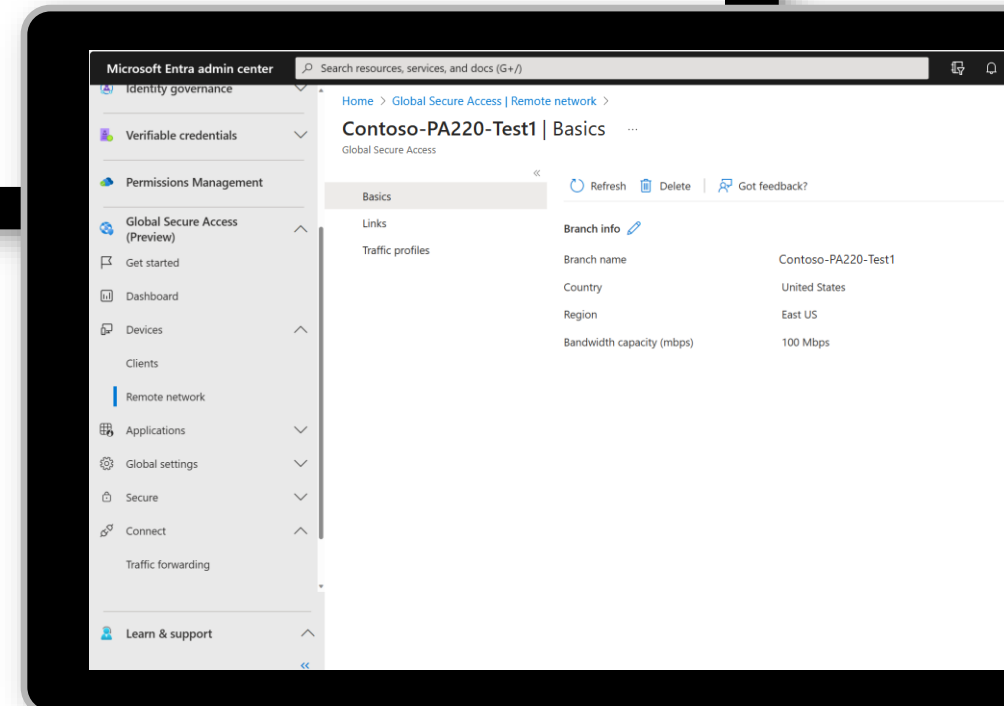 Microsoft Entra admin center
Search resources, services, and docs (G+/)
Identity governance
Verifiable credentials
Permissions Management
Global Secure Access
(Preview)
Get started
Dashboard
Devices
Clients
Remote network
Applications
Global settings
Secure
Connect
Traffic forwarding
Learn & support
Home > Global Secure Access | Remote network >
Contoso-PA220-Test1 | Basics ...
Global Secure Access
Basics
Links
Traffic profiles
Refresh Delete | Got feedback?
Branch info
Branch name Contoso-PA220-Test1
Country United States
Region East US
Bandwidth capacity (mbps) 100 Mbps